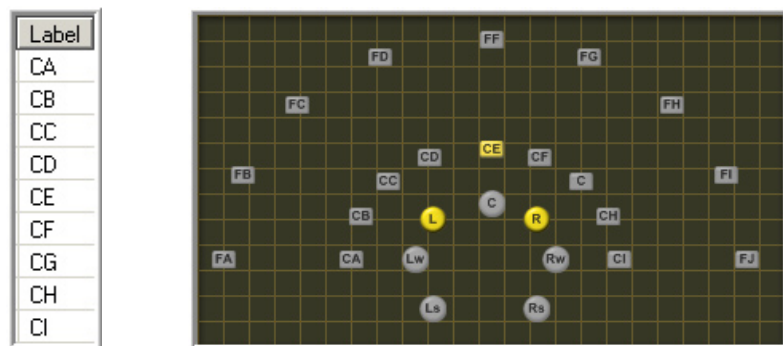 Label
CA
CB
CC
CD
CE
CF
CG
CH
CI
FF
FD FG
FC FH
CE
CD CF
FB CC C FI
C
CB L R CH
FA CA Lw Rw CI FJ
Ls Rs